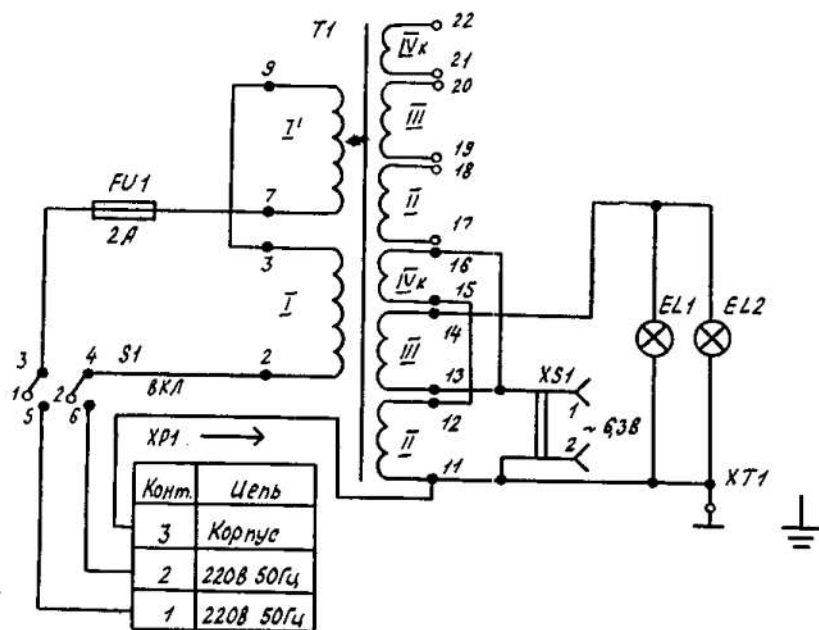 T1
9
I'
7
3
I
2
FU1
2А
3
4
S1
ВКЛ
1
2
5
6
22
IVк
21
20
III
19
18
II
17
16
IVк
15
14
III
13
12
II
11
XS1
1
2
~ 6,3В
EL1
EL2
XT1
XP1
Конт. Цепь
3 Корпус
2 220В 50Гц
1 220В 50Гц